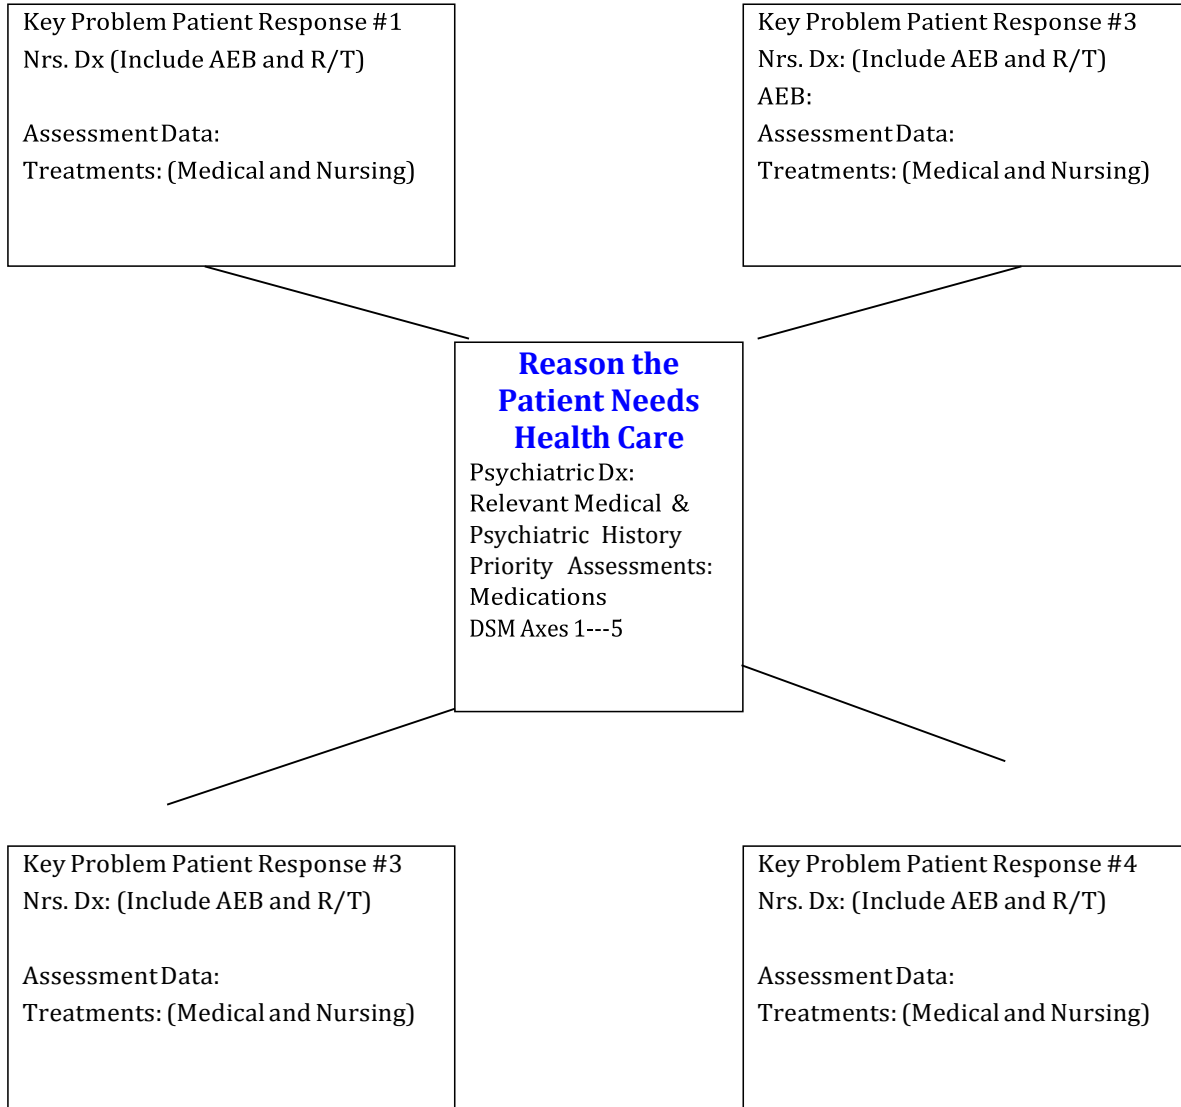 Key Problem Patient Response #1
Nrs. Dx (Include AEB and R/T)
Assessment Data:
Treatments: (Medical and Nursing)
Key Problem Patient Response #3
Nrs. Dx: (Include AEB and R/T)
AEB:
Assessment Data:
Treatments: (Medical and Nursing)
Reason the
Patient Needs
Health Care
Psychiatric Dx:
Relevant Medical &
Psychiatric History
Priority Assessments:
Medications
DSM Axes 1---5
Key Problem Patient Response #3
Nrs. Dx: (Include AEB and R/T)
Assessment Data:
Treatments: (Medical and Nursing)
Key Problem Patient Response #4
Nrs. Dx: (Include AEB and R/T)
Assessment Data:
Treatments: (Medical and Nursing)